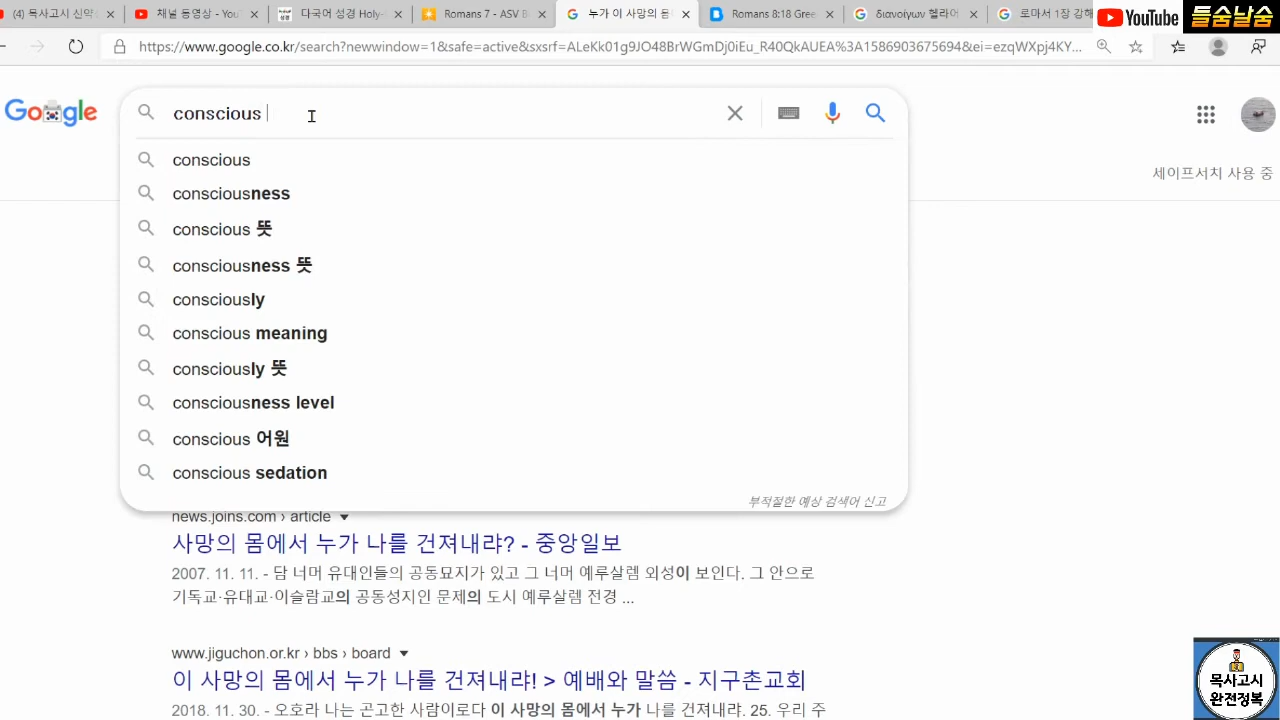 (4) 목사고시 신약
채널 동영상 - You
다국어 성경 Holy-
Romans
누가 이 사망의 몸
Romans 8:18 Gree
διανοίγων 헬라어
로마서 1장 강해
YouTube
들숨날숨
https://www.google.co.kr/search?newwindow=1&safe=active&sxsrf=ALeKk01g9JO48BrWGmDj0iEu_R40QkAUEA%3A1586903675694&ei=ezqWXpj4KY...
Google
conscious
세이프서치 사용 중
conscious
consciousness
conscious 뜻
consciousness 뜻
consciously
conscious meaning
consciously 뜻
consciousness level
conscious 어원
conscious sedation
부적절한 예상 검색어 신고
news.joins.com › article
사망의 몸에서 누가 나를 건져내랴? - 중앙일보
2007. 11. 11. - 담 너머 유대인들의 공동묘지가 있고 그 너머 예루살렘 외성이 보인다. 그 안으로
기독교·유대교·이슬람교의 공동성지인 문제의 도시 예루살렘 전경 ...
www.jiguchon.or.kr › bbs › board
이 사망의 몸에서 누가 나를 건져내랴! > 예배와 말씀 - 지구촌교회
2018. 11. 30. - 오호라 나는 곤고한 사람이로다 이 사망의 몸에서 누가 나를 건져내랴. 25. 우리 주
목사고시
완전정복